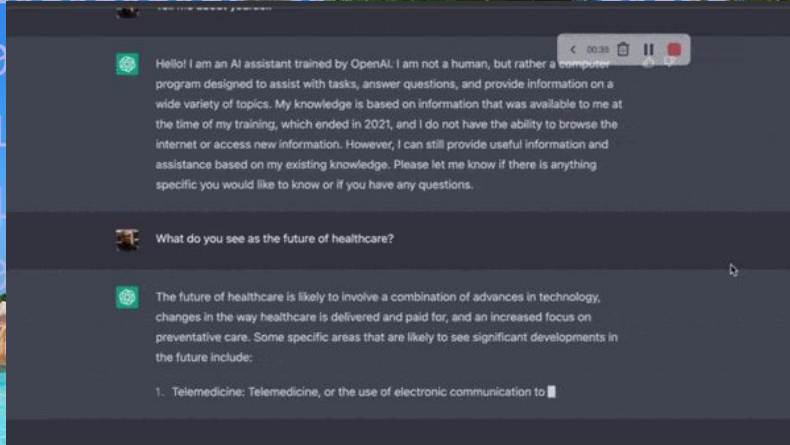 Tell me about yourself
00:35
Hello! I am an AI assistant trained by OpenAI. I am not a human, but rather a computer
program designed to assist with tasks, answer questions, and provide information on a
wide variety of topics. My knowledge is based on information that was available to me at
the time of my training, which ended in 2021, and I do not have the ability to browse the
internet or access new information. However, I can still provide useful information and
assistance based on my existing knowledge. Please let me know if there is anything
specific you would like to know or if you have any questions.
What do you see as the future of healthcare?
The future of healthcare is likely to involve a combination of advances in technology,
changes in the way healthcare is delivered and paid for, and an increased focus on
preventative care. Some specific areas that are likely to see significant developments in
the future include:
1. Telemedicine: Telemedicine, or the use of electronic communication to